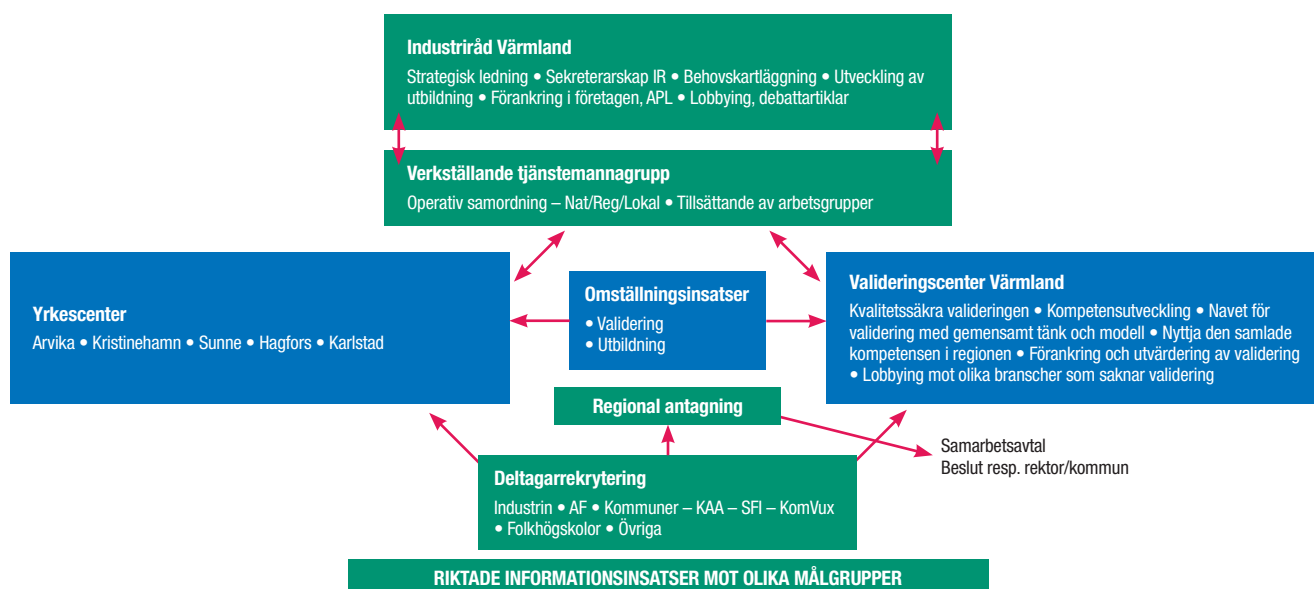 Industriråd Värmland
Strategisk ledning • Sekreterarskap IR • Behovskartläggning • Utveckling av
utbildning • Förankring i företagen, APL • Lobbying, debattartiklar
Verkställande tjänstemannagrupp
Operativ samordning – Nat/Reg/Lokal • Tillsättande av arbetsgrupper
Yrkescenter
Arvika • Kristinehamn • Sunne • Hagfors • Karlstad
Omställningsinsatser
• Validering
• Utbildning
Valideringscenter Värmland
Kvalitetssäkra valideringen • Kompetensutveckling • Navet för
validering med gemensamt tänk och modell • Nyttja den samlade
kompetensen i regionen • Förankring och utvärdering av validering
• Lobbying mot olika branscher som saknar validering
Regional antagning
Samarbetsavtal
Beslut resp. rektor/kommun
Deltagarrekrytering
Industrin • AF • Kommuner – KAA – SFI – KomVux
• Folkhögskolor • Övriga
RIKTADE INFORMATIONSINSATSER MOT OLIKA MÅLGRUPPER